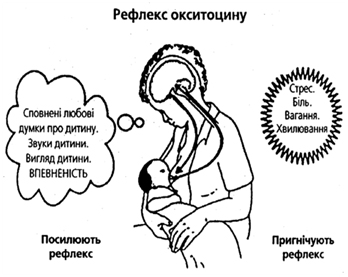 Рефлекс окситоцину
Сповнені любові
думки про дитину.
Звуки дитини.
Вигляд дитини.
ВПЕВНЕНІСТЬ
Стрес.
Біль.
Вагання.
Хвилювання
Посилюють
рефлекс
Пригнічують
рефлекс